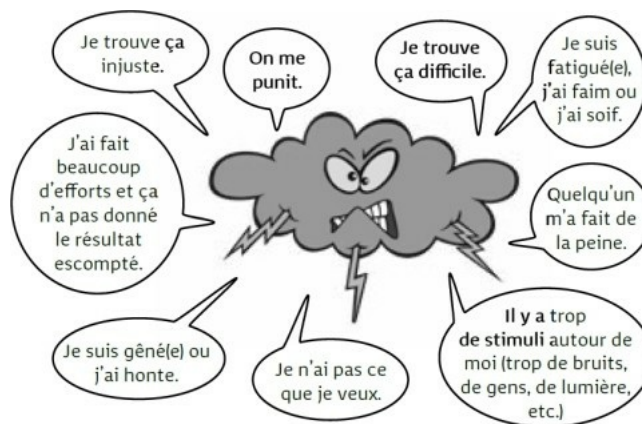 Je trouve ça
injuste.
On me
punit.
Je trouve
ça difficile.
Je suis
fatigué(e),
j'ai faim ou
j'ai soif.
J'ai fait
beaucoup
d'efforts et ça
n'a pas donné
le résultat
escompté.
Quelqu'un
m'a fait de
la peine.
Je suis gêné(e) ou
j'ai honte.
Je n'ai pas ce
que je veux.
Il y a trop
de stimuli autour de
moi (trop de bruits,
de gens, de lumière,
etc.)